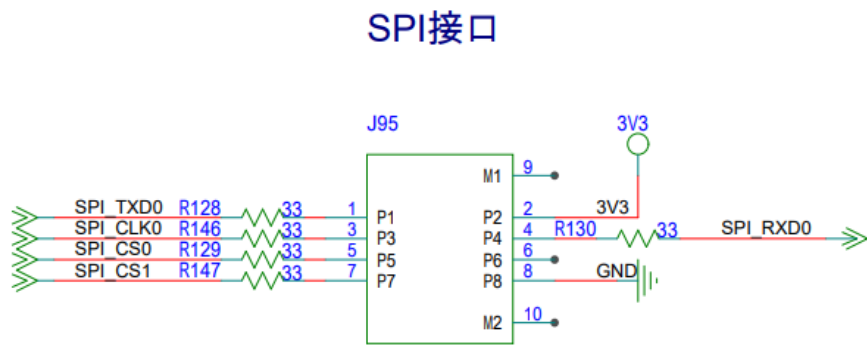 SPI接口
J95
3V3
M1 9
SPI_TXD0 R128 33 1 P1 P2 2 3V3
SPI_CLK0 R146 33 3 P3 P4 4 R130 33 SPI_RXD0
SPI_CS0 R129 33 5 P5 P6 6
SPI_CS1 R147 33 7 P7 P8 8 GND
M2 10